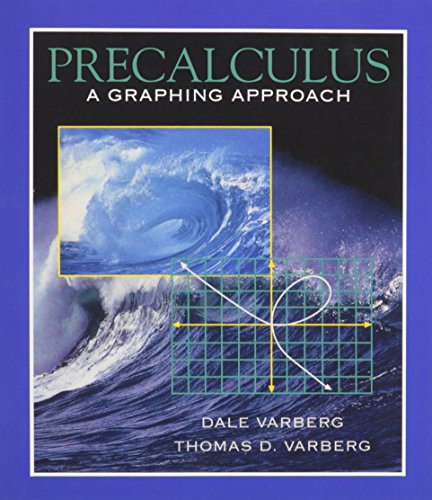 PRECALCULUS
A GRAPHING APPROACH
DALE VARBERG
THOMAS D. VARBERG